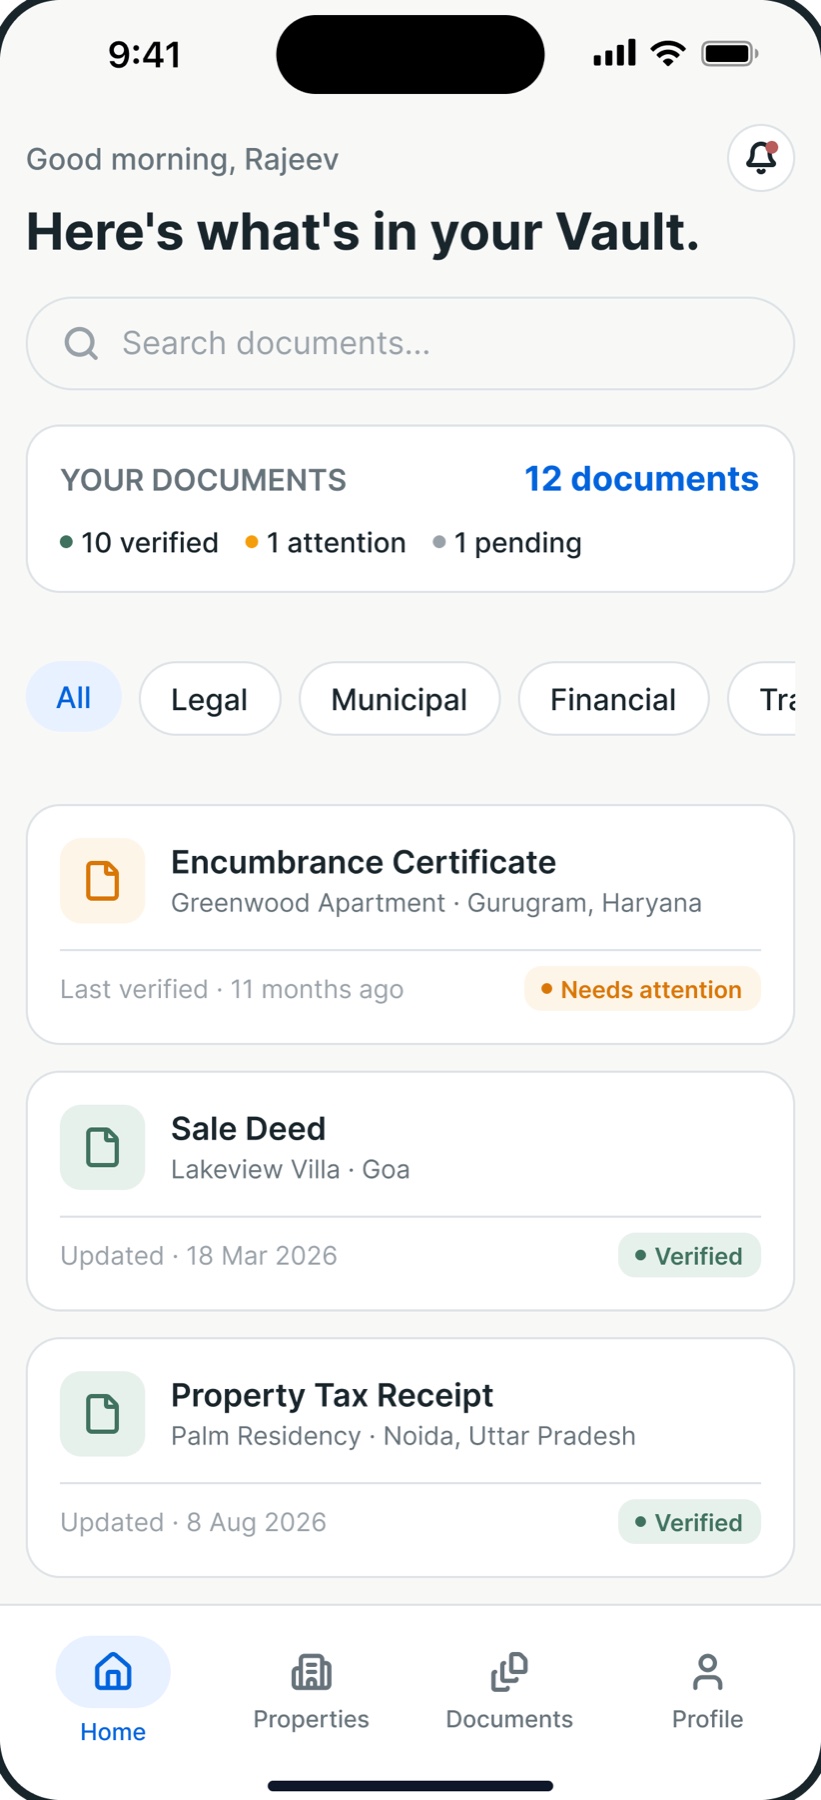 9:41
Good morning, Rajeev
Here's what's in your Vault.
Search documents...
YOUR DOCUMENTS 12 documents
10 verified 1 attention 1 pending
All Legal Municipal Financial Tra
Encumbrance Certificate
Greenwood Apartment · Gurugram, Haryana
Last verified · 11 months ago Needs attention
Sale Deed
Lakeview Villa · Goa
Updated · 18 Mar 2026 Verified
Property Tax Receipt
Palm Residency · Noida, Uttar Pradesh
Updated · 8 Aug 2026 Verified
Home Properties Documents Profile